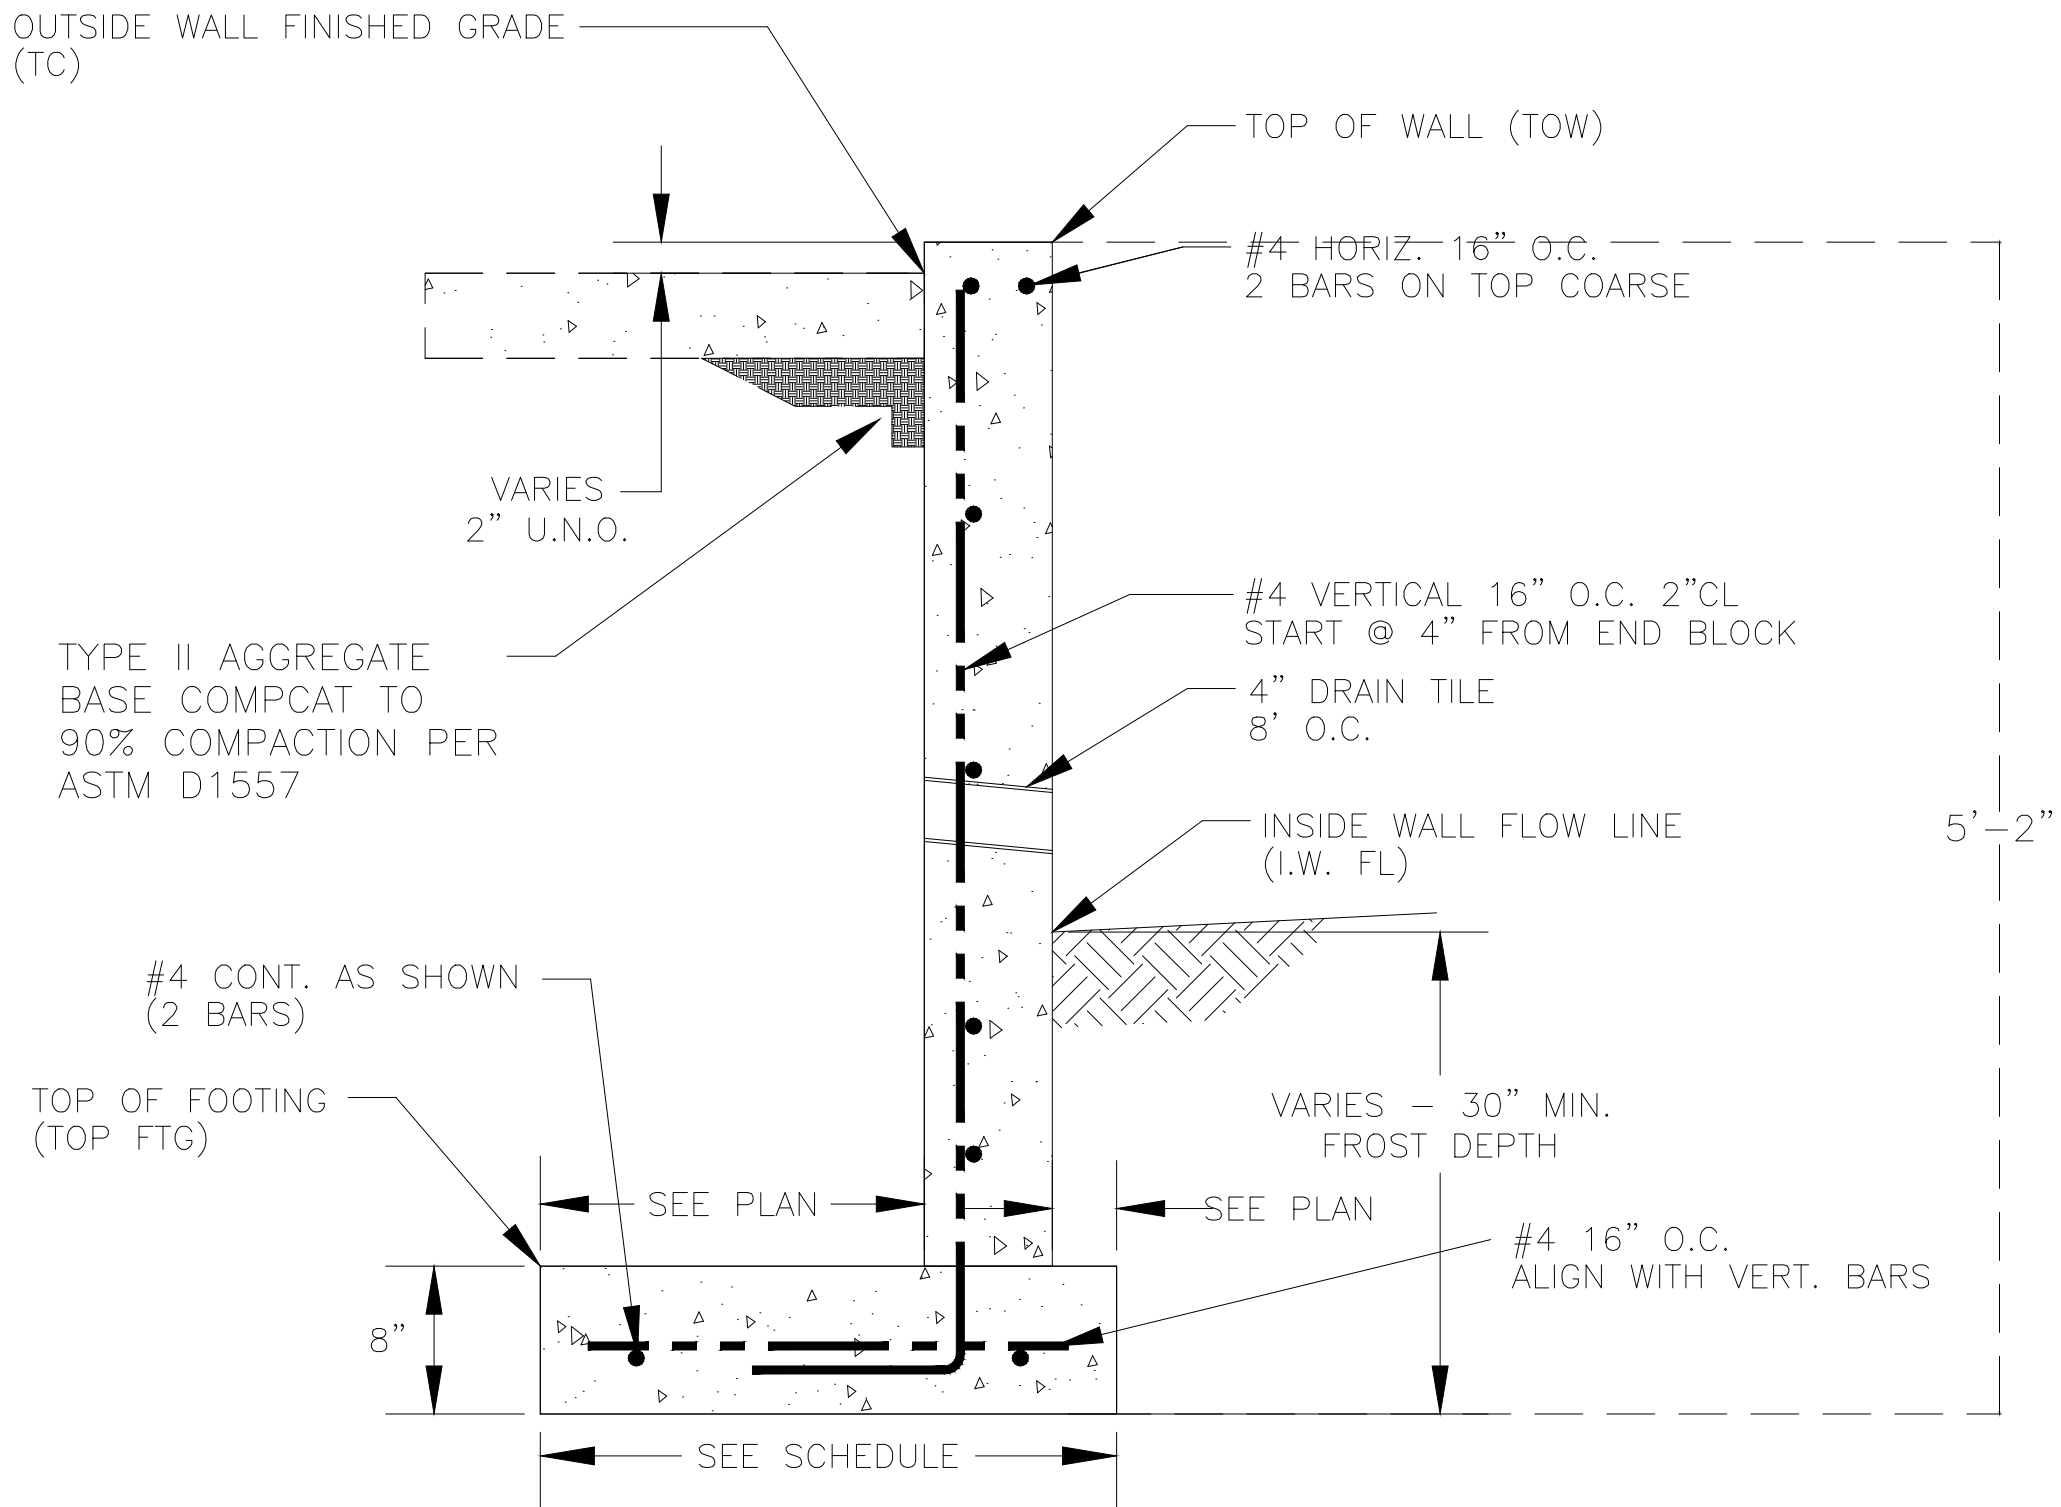 OUTSIDE WALL FINISHED GRADE
(TC)
TOP OF WALL (TOW)
#4 HORIZ. 16" O.C.
2 BARS ON TOP COARSE
VARIES
2" U.N.O.
#4 VERTICAL 16" O.C. 2"CL
START @ 4" FROM END BLOCK
TYPE II AGGREGATE
BASE COMPCAT TO
90% COMPACTION PER
ASTM D1557
4" DRAIN TILE
8' O.C.
INSIDE WALL FLOW LINE
(I.W. FL)
5'-2"
#4 CONT. AS SHOWN
(2 BARS)
TOP OF FOOTING
(TOP FTG)
VARIES – 30" MIN.
FROST DEPTH
SEE PLAN
SEE PLAN
#4 16" O.C.
ALIGN WITH VERT. BARS
8"
SEE SCHEDULE